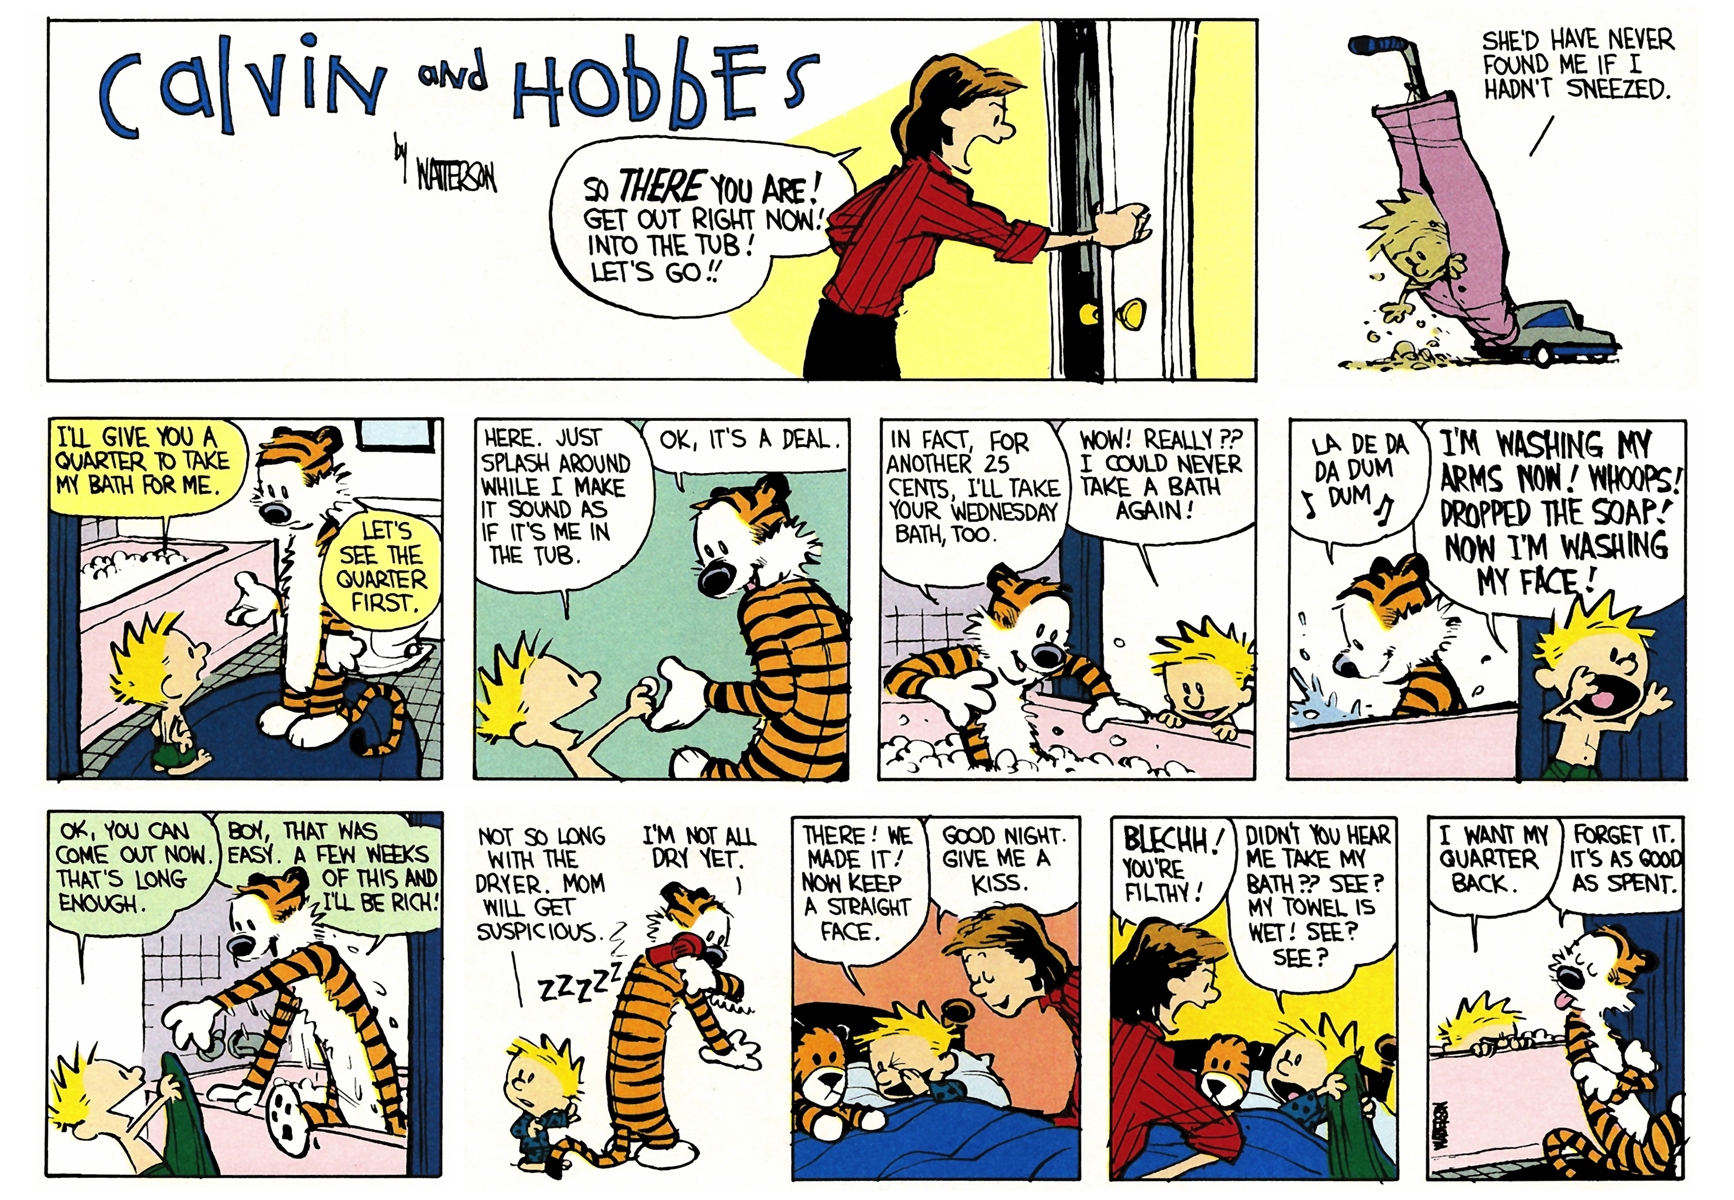 CALVIN and HOBBES
by WATTERSON
SO THERE YOU ARE!
GET OUT RIGHT NOW!
INTO THE TUB!
LET'S GO!!
SHE'D HAVE NEVER
FOUND ME IF I
HADN'T SNEEZED.
I'LL GIVE YOU A
QUARTER TO TAKE
MY BATH FOR ME.
LET'S
SEE THE
QUARTER
FIRST.
HERE. JUST
SPLASH AROUND
WHILE I MAKE
IT SOUND AS
IF IT'S ME IN
THE TUB.
OK, IT'S A DEAL.
IN FACT, FOR
ANOTHER 25
CENTS, I'LL TAKE
YOUR WEDNESDAY
BATH, TOO.
WOW! REALLY??
I COULD NEVER
TAKE A BATH
AGAIN!
LA DE DA
DA DUM
♪ DUM ♫
I'M WASHING MY
ARMS NOW! WHOOPS!
DROPPED THE SOAP!
NOW I'M WASHING
MY FACE!
OK, YOU CAN
COME OUT NOW.
THAT'S LONG
ENOUGH.
BOY, THAT WAS
EASY. A FEW WEEKS
OF THIS AND
I'LL BE RICH!
NOT SO LONG
WITH THE
DRYER. MOM
WILL GET
SUSPICIOUS.
I'M NOT ALL
DRY YET.
ZZZZZZ
THERE! WE
MADE IT!
NOW KEEP
A STRAIGHT
FACE.
GOOD NIGHT.
GIVE ME A
KISS.
BLECHH!
YOU'RE
FILTHY!
DIDN'T YOU HEAR
ME TAKE MY
BATH?? SEE?
MY TOWEL IS
WET! SEE?
SEE?
I WANT MY
QUARTER
BACK.
FORGET IT.
IT'S AS GOOD
AS SPENT.
WATTERSON